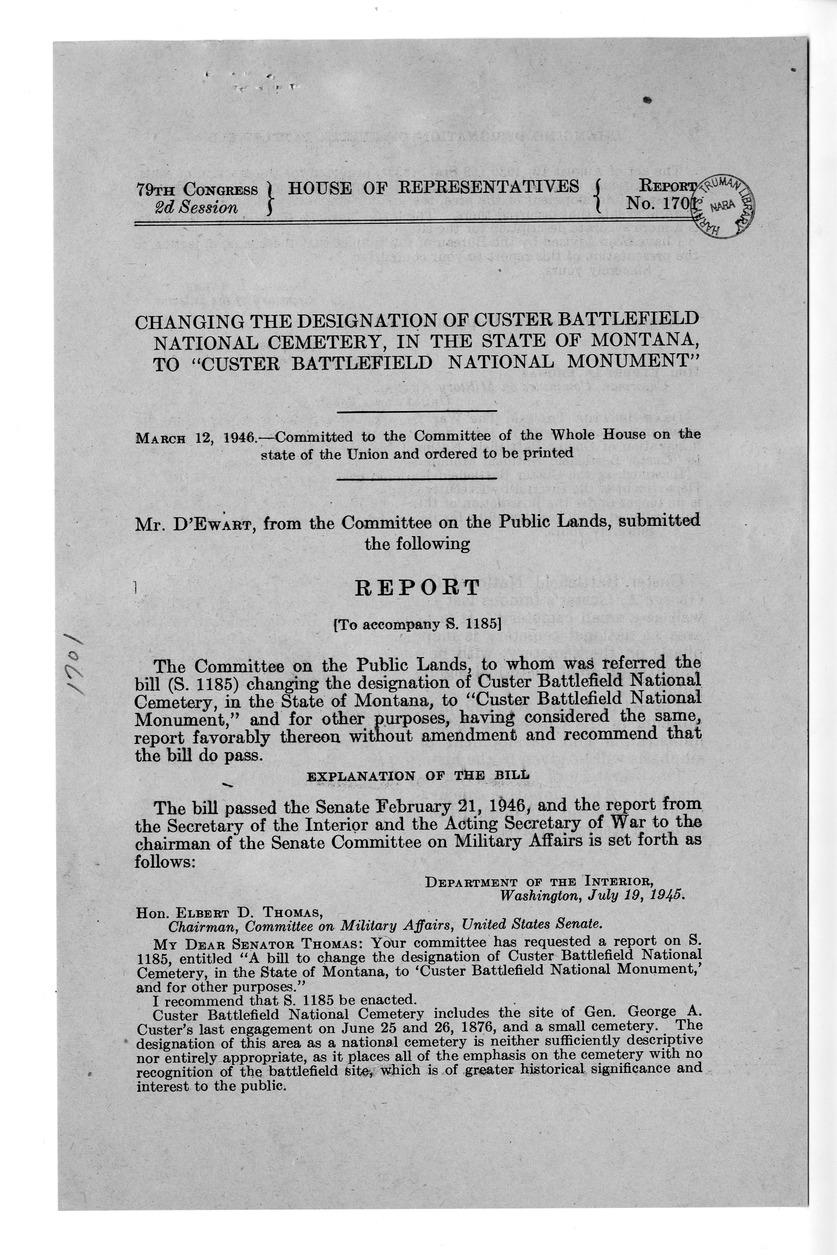 79TH CONGRESS } HOUSE OF REPRESENTATIVES { REPORT
2d Session } { No. 1701
HARRY S. TRUMAN LIBRARY
NARA
CHANGING THE DESIGNATION OF CUSTER BATTLEFIELD
NATIONAL CEMETERY, IN THE STATE OF MONTANA,
TO “CUSTER BATTLEFIELD NATIONAL MONUMENT”
MARCH 12, 1946.—Committed to the Committee of the Whole House on the
state of the Union and ordered to be printed
Mr. D’EWART, from the Committee on the Public Lands, submitted
the following
REPORT
[To accompany S. 1185]
1701
The Committee on the Public Lands, to whom was referred the
bill (S. 1185) changing the designation of Custer Battlefield National
Cemetery, in the State of Montana, to “Custer Battlefield National
Monument,” and for other purposes, having considered the same,
report favorably thereon without amendment and recommend that
the bill do pass.
EXPLANATION OF THE BILL
The bill passed the Senate February 21, 1946, and the report from
the Secretary of the Interior and the Acting Secretary of War to the
chairman of the Senate Committee on Military Affairs is set forth as
follows:
DEPARTMENT OF THE INTERIOR,
Washington, July 19, 1945.
Hon. ELBERT D. THOMAS,
Chairman, Committee on Military Affairs, United States Senate.
MY DEAR SENATOR THOMAS: Your committee has requested a report on S.
1185, entitled “A bill to change the designation of Custer Battlefield National
Cemetery, in the State of Montana, to ‘Custer Battlefield National Monument,’
and for other purposes.”
I recommend that S. 1185 be enacted.
Custer Battlefield National Cemetery includes the site of Gen. George A.
Custer’s last engagement on June 25 and 26, 1876, and a small cemetery. The
designation of this area as a national cemetery is neither sufficiently descriptive
nor entirely appropriate, as it places all of the emphasis on the cemetery with no
recognition of the battlefield site, which is of greater historical significance and
interest to the public.